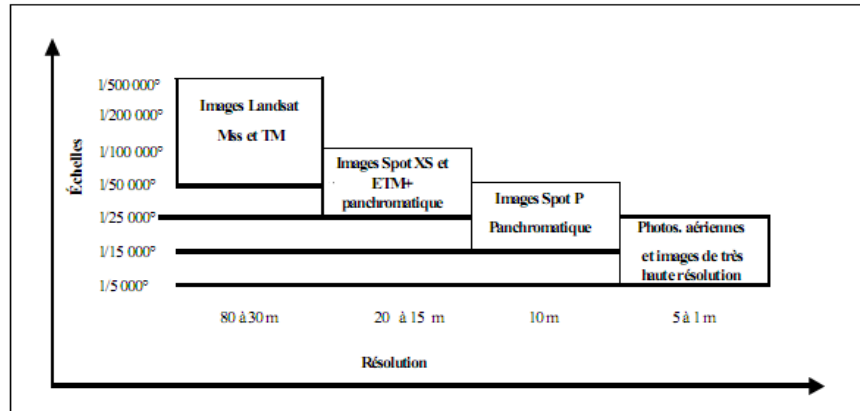 Échelles
1/500 000°
1/200 000°
1/100 000°
1/50 000°
1/25 000°
1/15 000°
1/5 000°
Images Landsat
Mss et TM
Images Spot XS et
ETM+
panchromatique
Images Spot P
Panchromatique
Photos. aériennes
et images de très
haute résolution
80 à 30 m
20 à 15 m
10 m
5 à 1 m
Résolution